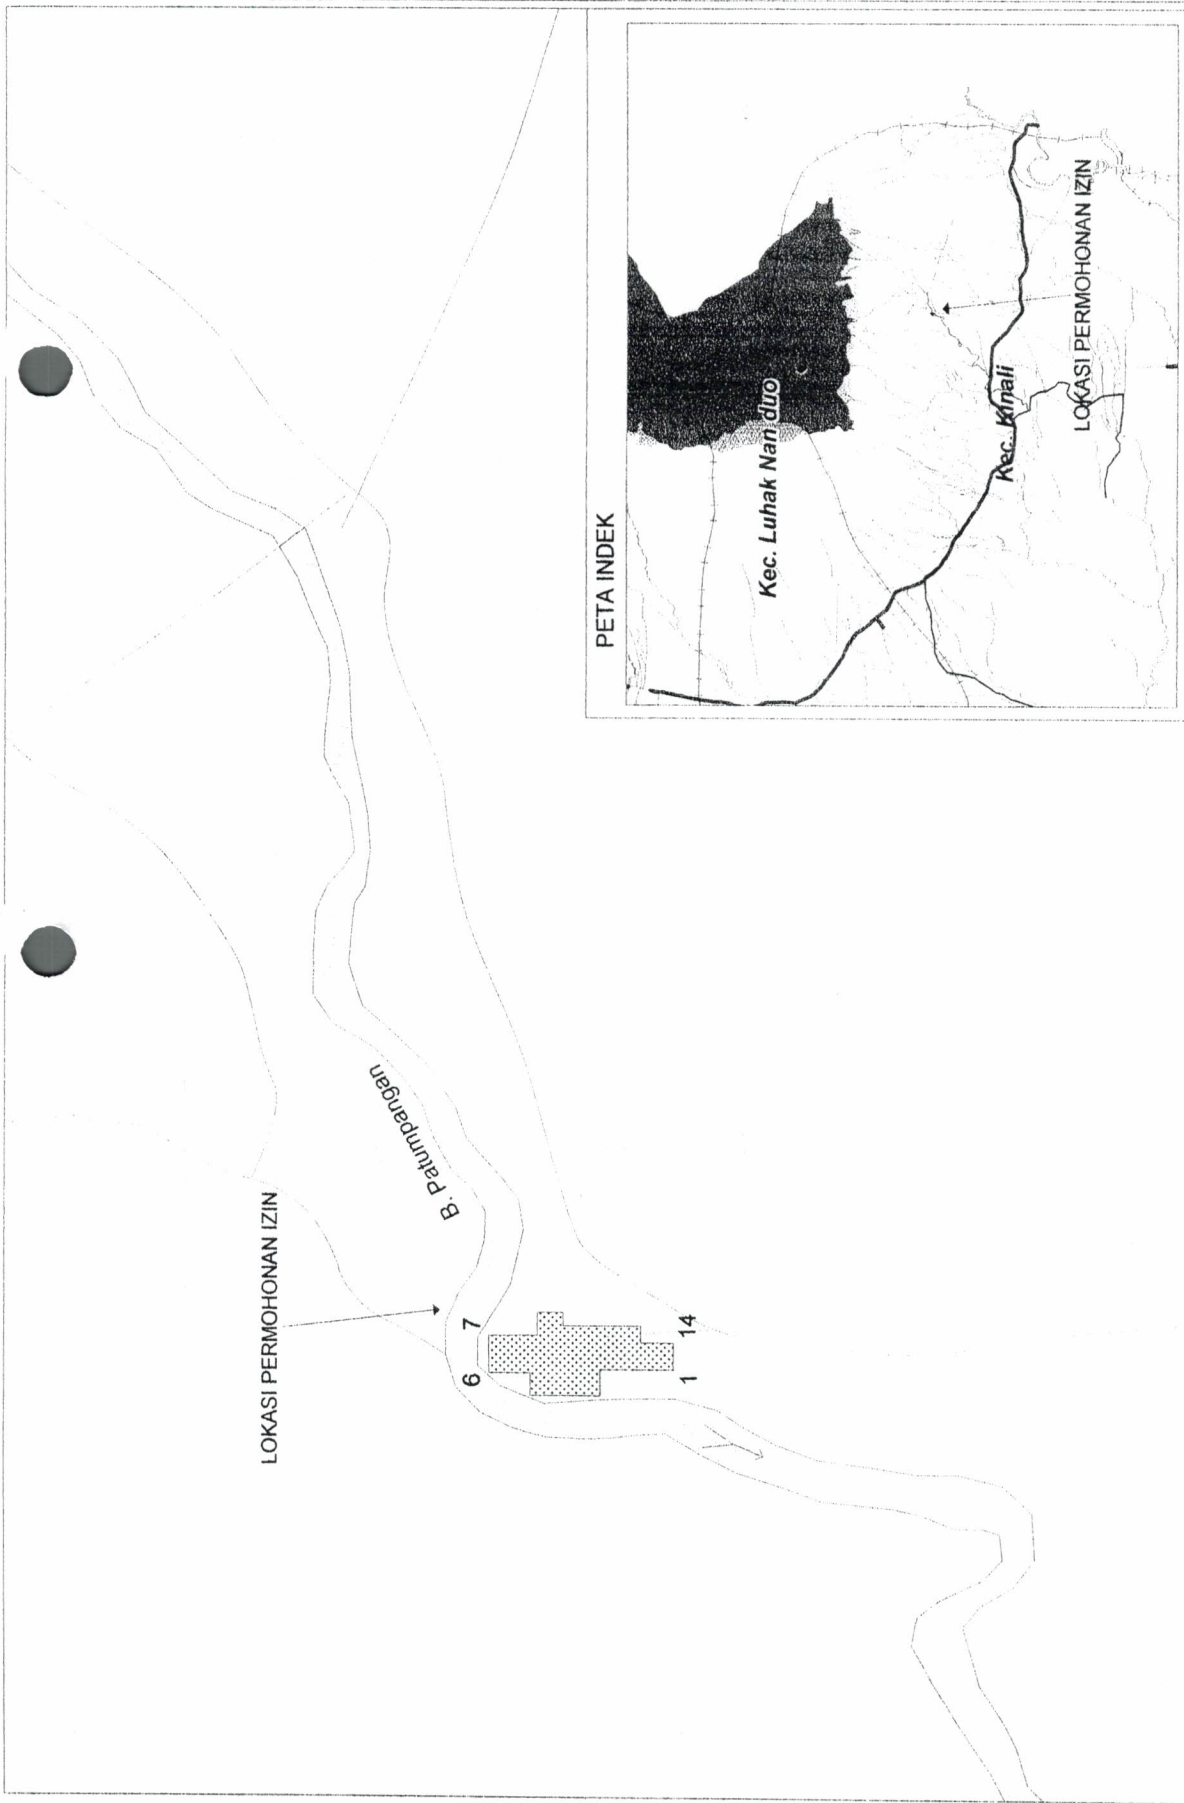 LOKASI PERMOHONAN IZIN
B. Patumpangan
6
7
1
14
PETA INDEK
Kec. Luhak Nan duo
Kec. Kinali
LOKASI PERMOHONAN IZIN